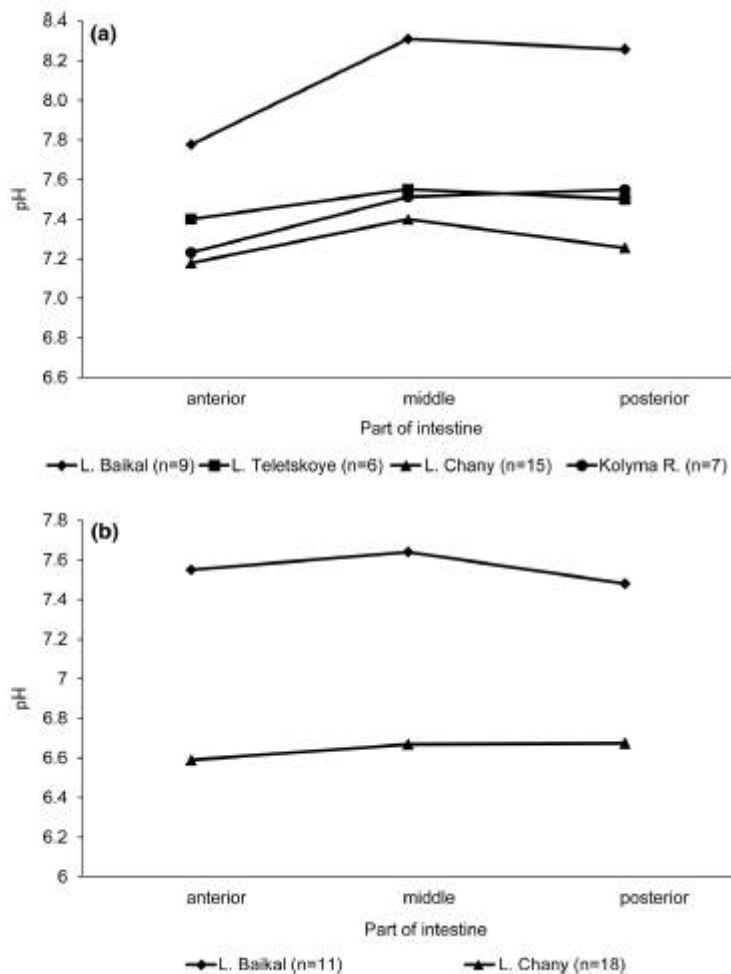 (a)
8.4
8.2
8.0
7.8
7.6
7.4
7.2
7.0
6.8
6.6
pH
anterior middle posterior
Part of intestine
L. Baikal (n=9) L. Teletskoye (n=6) L. Chany (n=15) Kolyma R. (n=7)
(b)
7.8
7.6
7.4
7.2
7
6.8
6.6
6.4
6.2
6
pH
anterior middle posterior
Part of intestine
L. Baikal (n=11) L. Chany (n=18)